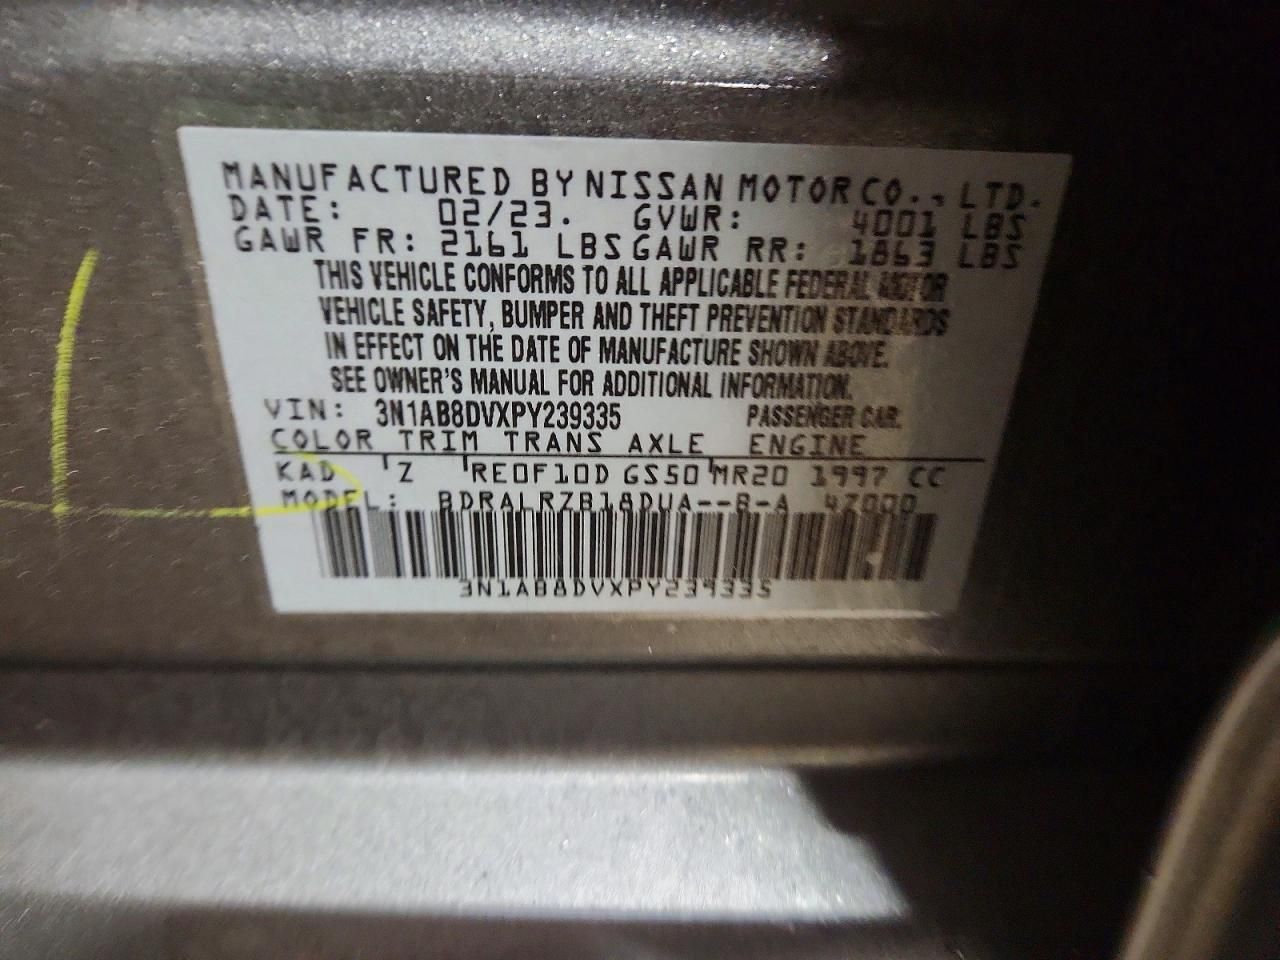 MANUFACTURED BY NISSAN MOTOR CO., LTD.
DATE: 02/23. GVWR: 4001 LBS
GAWR FR: 2161 LBS GAWR RR: 1863 LBS
THIS VEHICLE CONFORMS TO ALL APPLICABLE FEDERAL MOTOR
VEHICLE SAFETY, BUMPER AND THEFT PREVENTION STANDARDS
IN EFFECT ON THE DATE OF MANUFACTURE SHOWN ABOVE.
SEE OWNER'S MANUAL FOR ADDITIONAL INFORMATION.
VIN: 3N1AB8DVXPY239335 PASSENGER CAR.
COLOR TRIM TRANS AXLE ENGINE
KAD Z RE0F10D GS50 MR20 1997 CC
MODEL: BDRALRZB18DUA--B-A 4Z000
3N1AB8DVXPY239335